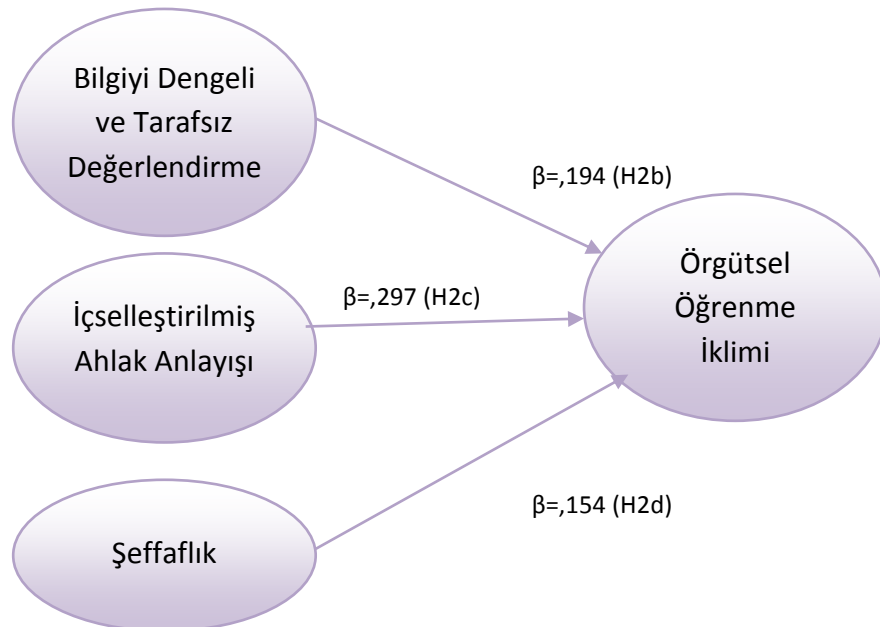 Bilgiyi Dengeli
ve Tarafsız
Değerlendirme
β=,194 (H2b)
Örgütsel
Öğrenme
İklimi
β=,297 (H2c)
İçselleştirilmiş
Ahlak Anlayışı
β=,154 (H2d)
Şeffaflık